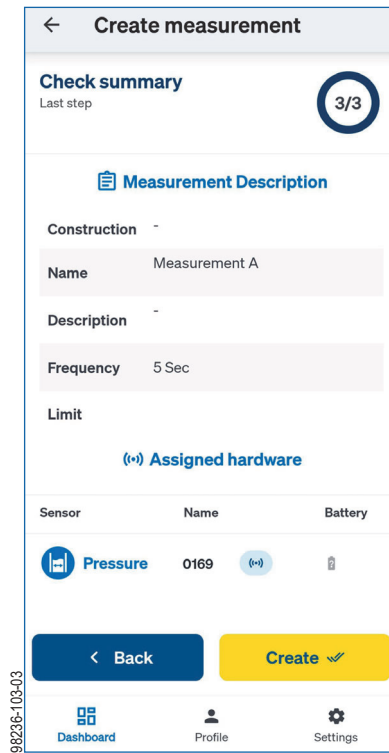 Create measurement
Check summary
Last step
3/3
Measurement Description
Construction -
Name Measurement A
Description -
Frequency 5 Sec
Limit
Assigned hardware
Sensor Name Battery
Pressure 0169
Back Create
Dashboard Profile Settings
98236-103-03